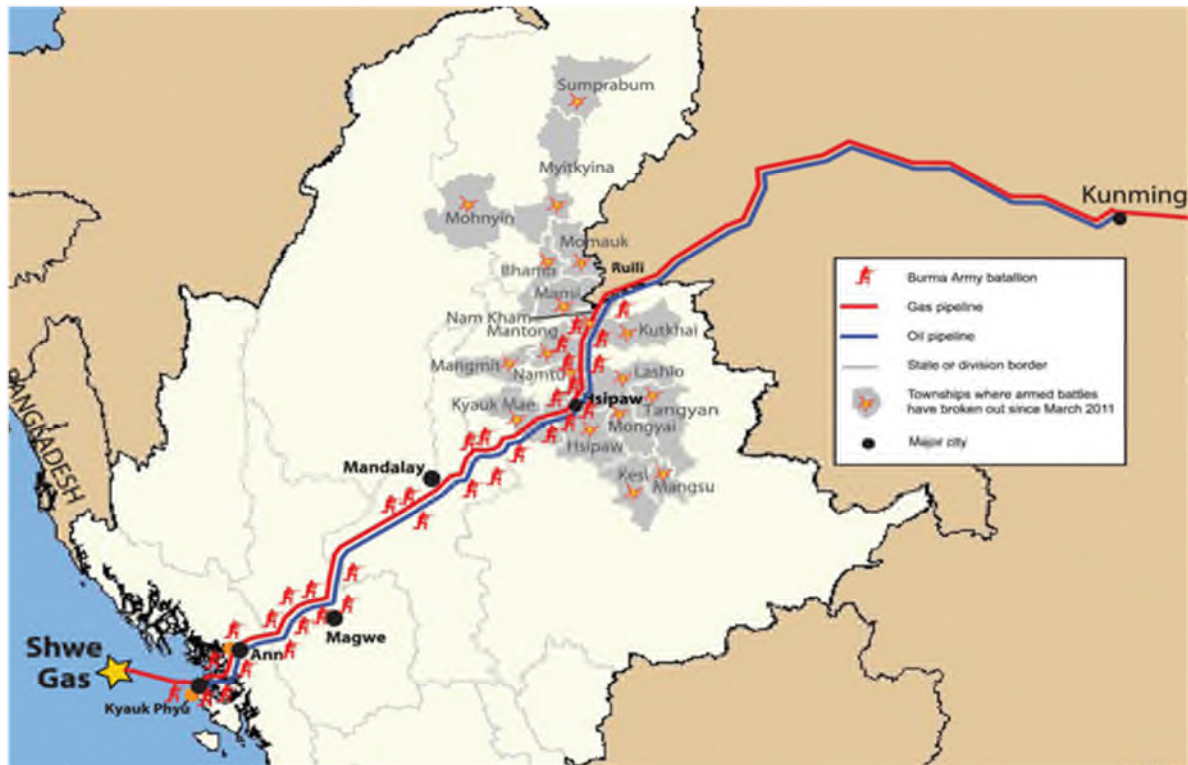 Sumprabum
Myitkyina
Mohnyin
Kunming
Momauk
Bhamo
Ruili
Mansi
Nam Kham
Mantong
Kutkhai
Mangmit
Namtu
Lashio
Kyauk Mae
Hsipaw
Tangyan
Mongyai
Hsipaw
Mandalay
Kesi
Mangsu
BANGLADESH
Burma Army batallion
Gas pipeline
Oil pipeline
State or division border
Townships where armed battles
have broken out since March 2011
Major city
Magwe
Ann
Shwe
Gas
Kyauk Phyu